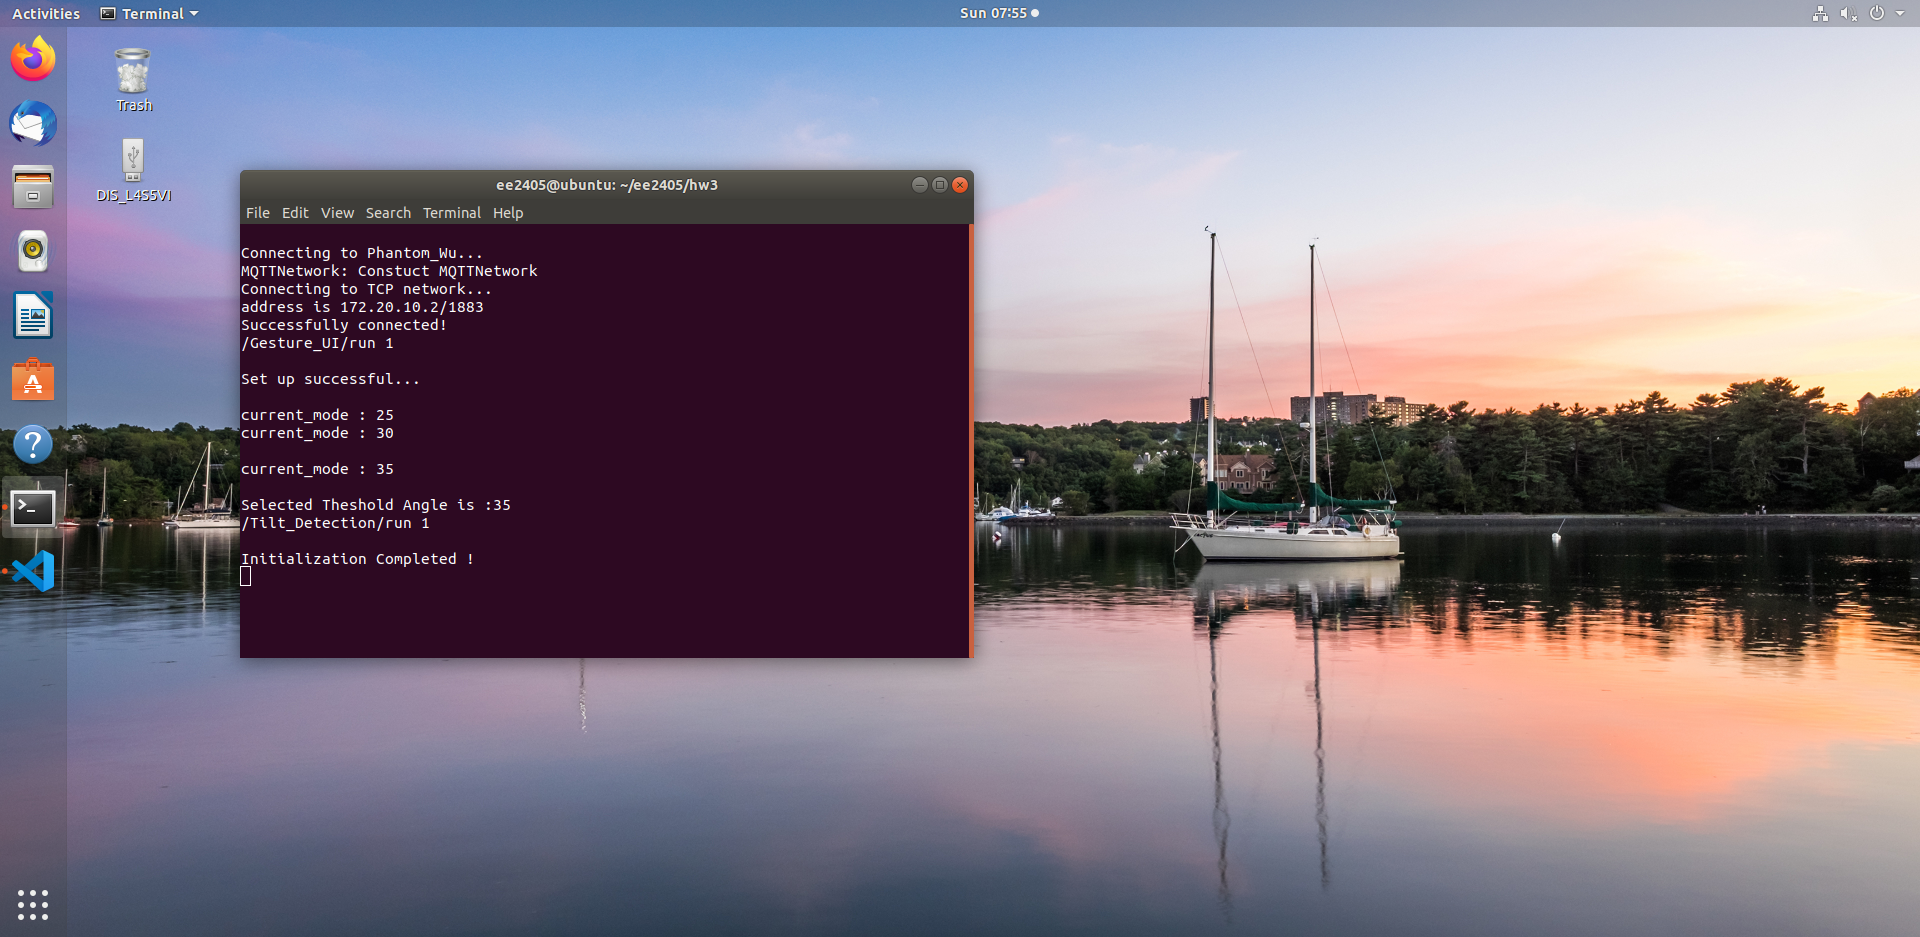 Activities Terminal Sun 07:55
Trash
DIS_L4S5VI
ee2405@ubuntu: ~/ee2405/hw3
File Edit View Search Terminal Help
Connecting to Phantom_Wu...
MQTTNetwork: Constuct MQTTNetwork
Connecting to TCP network...
address is 172.20.10.2/1883
Successfully connected!
/Gesture_UI/run 1
Set up successful...
current_mode : 25
current_mode : 30
current_mode : 35
Selected Theshold Angle is :35
/Tilt_Detection/run 1
Initialization Completed !